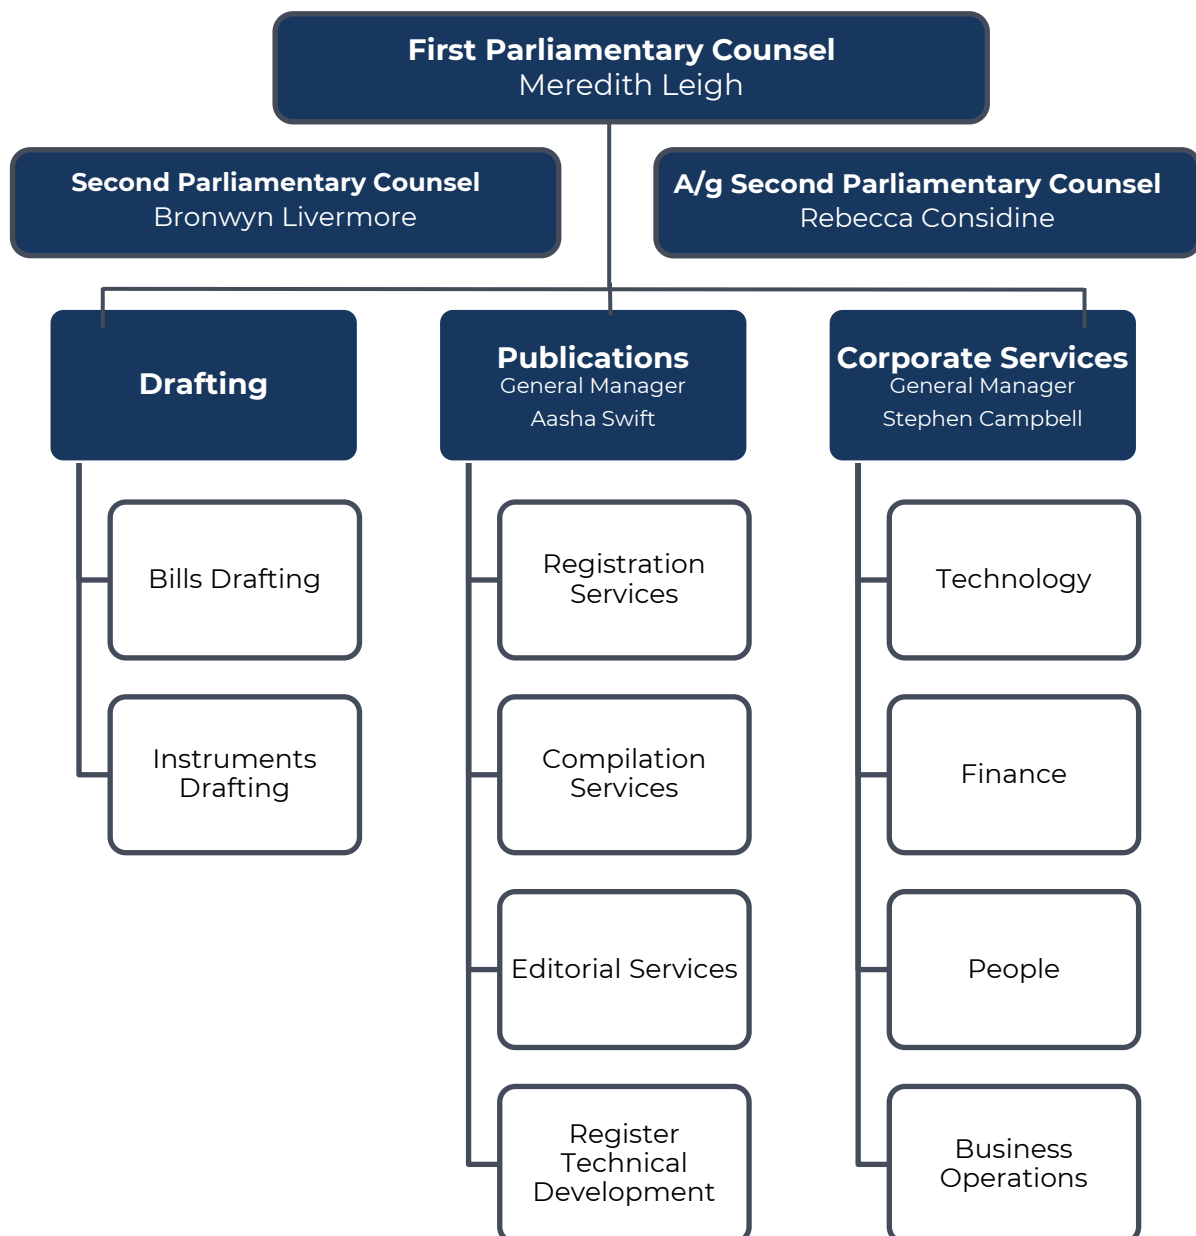 First Parliamentary Counsel
Meredith Leigh
Second Parliamentary Counsel
Bronwyn Livermore
A/g Second Parliamentary Counsel
Rebecca Considine
Drafting
Publications
General Manager
Aasha Swift
Corporate Services
General Manager
Stephen Campbell
Bills Drafting
Instruments
Drafting
Registration
Services
Compilation
Services
Editorial Services
Register
Technical
Development
Technology
Finance
People
Business
Operations